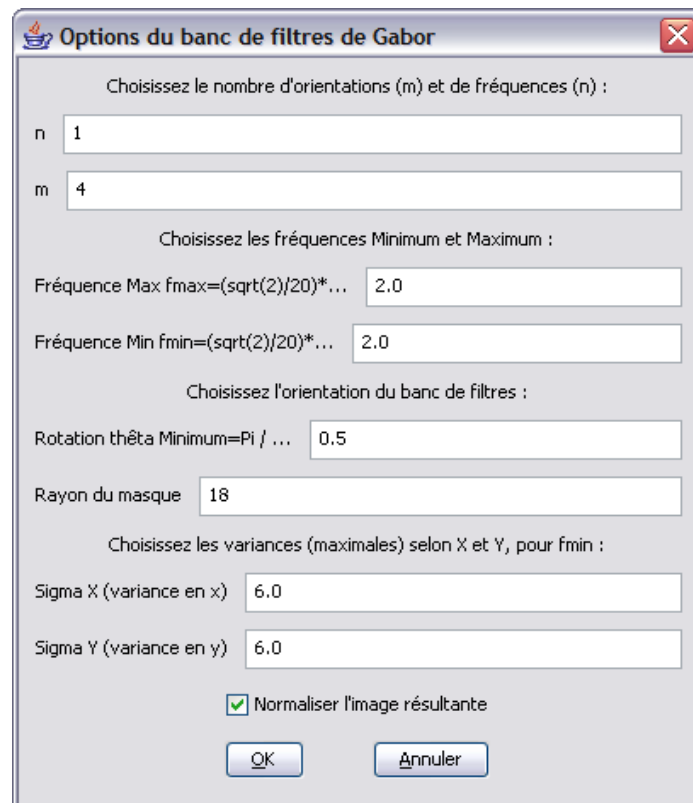 Options du banc de filtres de Gabor
Choisissez le nombre d'orientations (m) et de fréquences (n) :
n 1
m 4
Choisissez les fréquences Minimum et Maximum :
Fréquence Max fmax=(sqrt(2)/20)*... 2.0
Fréquence Min fmin=(sqrt(2)/20)*... 2.0
Choisissez l'orientation du banc de filtres :
Rotation thêta Minimum=Pi / ... 0.5
Rayon du masque 18
Choisissez les variances (maximales) selon X et Y, pour fmin :
Sigma X (variance en x) 6.0
Sigma Y (variance en y) 6.0
Normaliser l'image résultante
OK Annuler